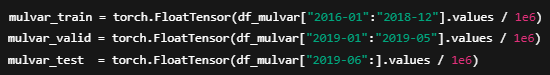 mulvar_train = torch.FloatTensor(df_mulvar["2016-01":"2018-12"].values / 1e6)
mulvar_valid = torch.FloatTensor(df_mulvar["2019-01":"2019-05"].values / 1e6)
mulvar_test  = torch.FloatTensor(df_mulvar["2019-06":].values / 1e6)